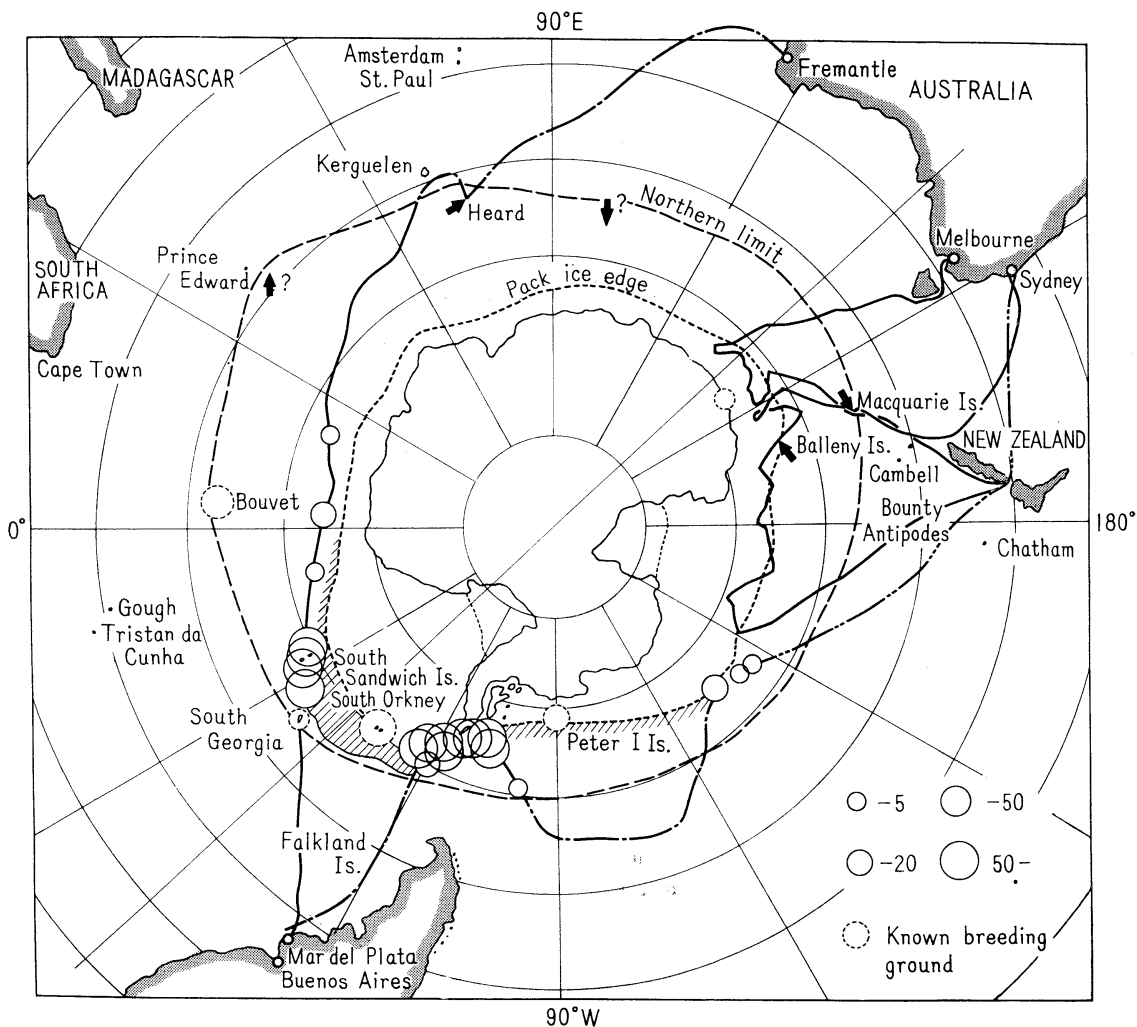 90°E
Amsterdam
St. Paul
MADAGASCAR
Fremantle
AUSTRALIA
Kerguelen
Heard
?
Northern limit
Melbourne
Prince
Edward
?
Pack ice edge
SOUTH
AFRICA
Sydney
Cape Town
Macquarie Is.
NEW ZEALAND
Balleny Is.
Cambell
Bouvet
Bounty
Antipodes
0°
180°
Chatham
Gough
Tristan da
Cunha
South
Sandwich Is.
South Orkney
South
Georgia
Peter I Is.
-5
-50
Falkland
Is.
-20
50-
Known breeding
ground
Mar del Plata
Buenos Aires
90°W